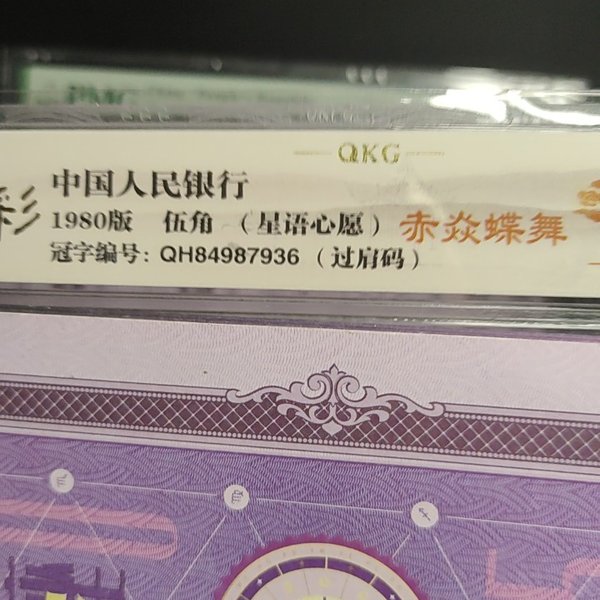 PMG
QKG
彩
中国人民银行
1980版 伍角 （星语心愿） 赤焱蝶舞
冠字编号: QH84987936 （过肩码）